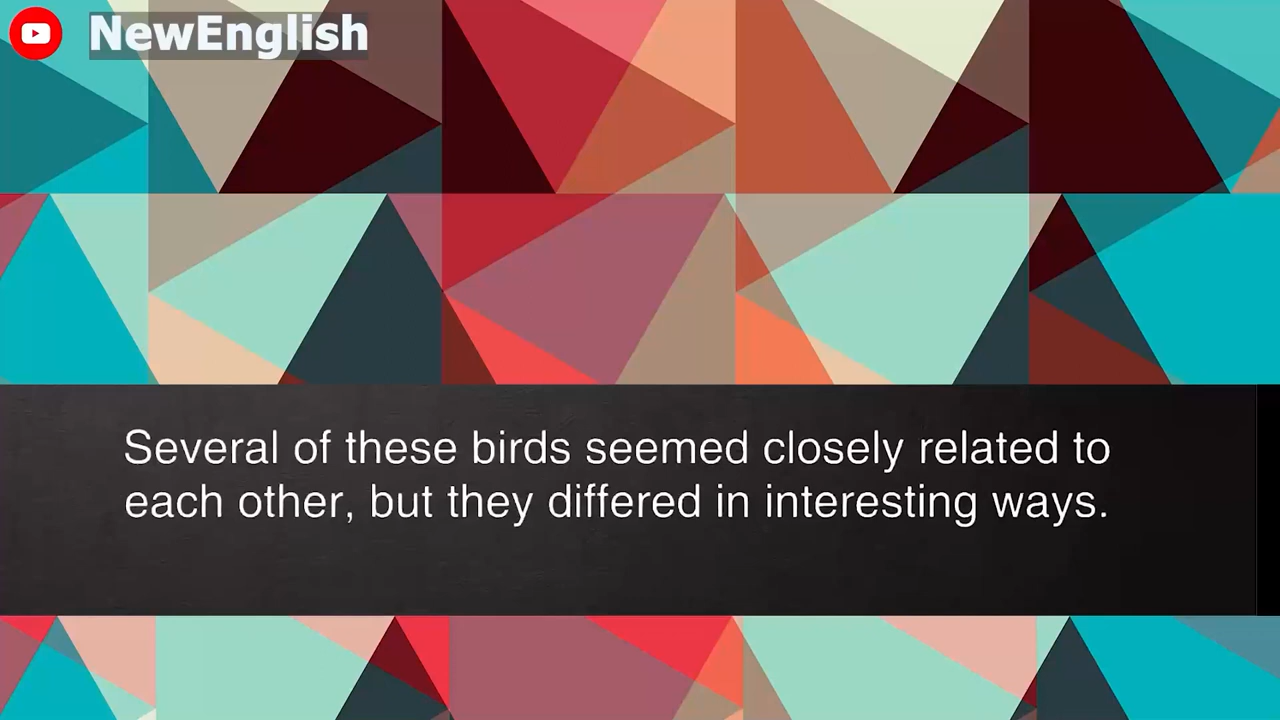 NewEnglish
Several of these birds seemed closely related to
each other, but they differed in interesting ways.